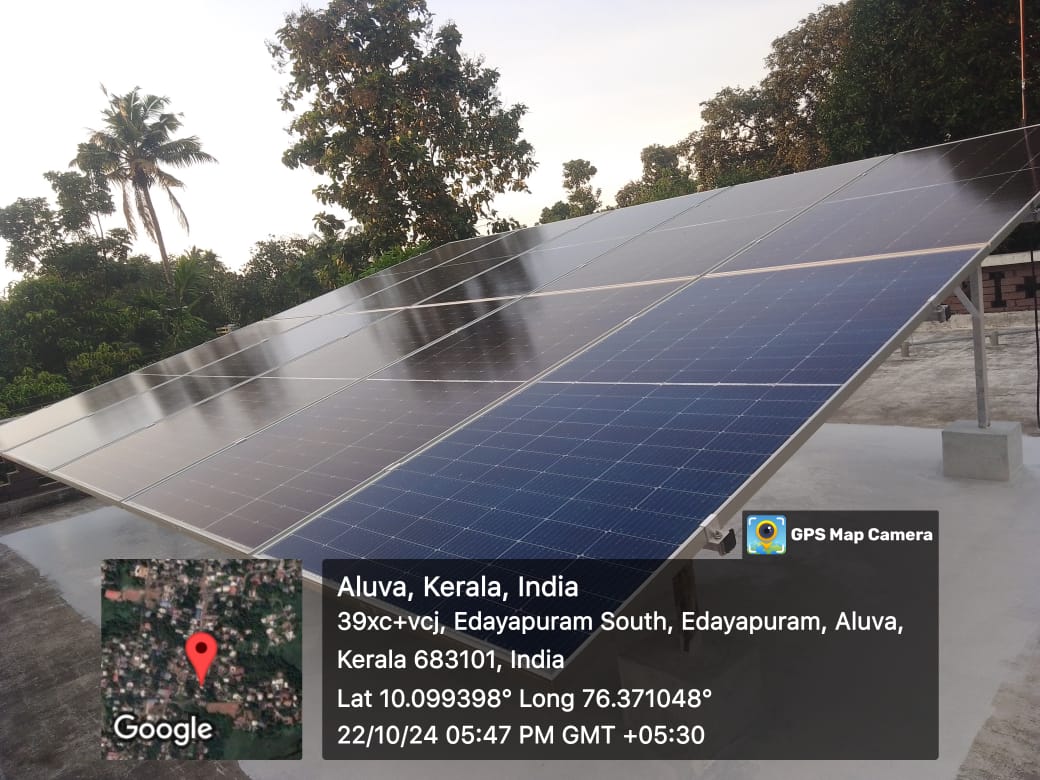 GPS Map Camera
Aluva, Kerala, India
39xc+vcj, Edayapuram South, Edayapuram, Aluva,
Kerala 683101, India
Lat 10.099398° Long 76.371048°
22/10/24 05:47 PM GMT +05:30
Google